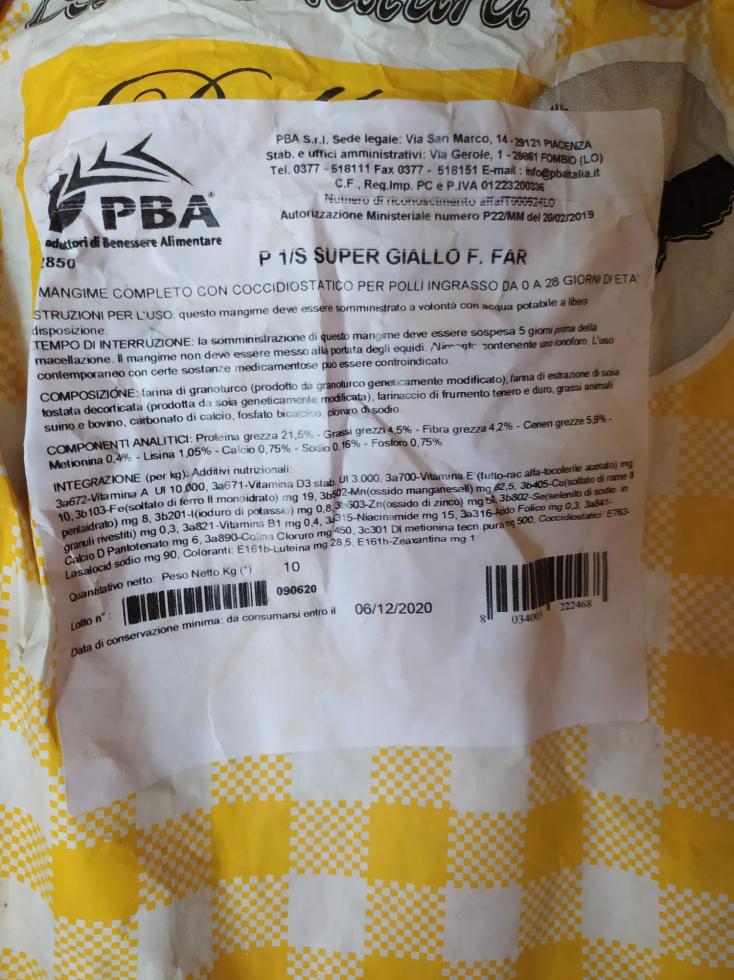 PBA S.r.l. Sede legale: Via San Marco, 14 - 29121 PIACENZA
Stab. e uffici amministrativi: Via Gerole, 1 - 26861 FOMBIO (LO)
Tel. 0377 - 518111 Fax 0377 - 518151 E-mail : info@pbaitalia.it
C.F., Reg.Imp. PC e P.IVA 01223200336
Numero di riconoscimento
Autorizzazione Ministeriale numero P22/MM del 20/02/2019
PBA
di Benessere Alimentare
P 1/S SUPER GIALLO F. FAR
MANGIME COMPLETO CON COCCIDIOSTATICO PER POLLI INGRASSO DA 0 A 28 GIORNI DI ETA'
STRUZIONI PER L'USO: questo mangime deve essere somministrato a volontà con acqua potabile a libera
disposizione.
TEMPO DI INTERRUZIONE: la somministrazione di questo mangime deve essere sospesa 5 giorni prima della
macellazione. Il mangime non deve essere messo alla portata degli equidi. Alimento contenente uno ionoforo. L'uso
contemporaneo con certe sostanze medicamentose può essere controindicato.
COMPOSIZIONE: farina di granoturco (prodotto da granoturco geneticamente modificato), farina di estrazione di soia
tostata decorticata (prodotta da soia geneticamente modificata), farinaccio di frumento tenero e duro, grassi animali
suino e bovino, carbonato di calcio, fosfato bicalcico, cloruro di sodio.
COMPONENTI ANALITICI: Proteina grezza 21,5% - Grassi grezzi 4,5% - Fibra grezza 4,2% - Ceneri grezze 5,9% -
Metionina 0,4% - Lisina 1,05% - Calcio 0,75% - Sodio 0,16% - Fosforo 0,75%
INTEGRAZIONE (per kg): Additivi nutrizionali:
3a672-Vitamina A UI 10.000, 3a671-Vitamina D3 stab. UI 3.000, 3a700-Vitamina E (tutto-rac alfa-tocoferile acetato) mg
10, 3b103-Fe(solfato di ferro II monoidrato) mg 19, 3b502-Mn(ossido manganese II) mg 62,5, 3b405-Cu(solfato di rame II
pentaidrato) mg 8, 3b201-I(ioduro di potassio) mg 0,8, 3b603-Zn(ossido di zinco) mg 50, 3b802-Se(selenito di sodio in
granuli rivestiti) mg 0,3, 3a821-Vitamina B1 mg 0,4, 3a315-Niacinamide mg 15, 3a316-Acido Folico mg 0,3, 3a841-
Calcio D Pantotenato mg 6, 3a890-Colina Cloruro mg 450, 3c301 Dl metionina tecn.pura mg 500, Coccidiostatici: E763-
Lasalocid sodio mg 90, Coloranti: E161b-Luteina mg 28,5, E161h-Zeaxantina mg 1
Quantitativo netto: Peso Netto Kg (*) 10
Lotto n° : 090620
Data di conservazione minima: da consumarsi entro il 06/12/2020
8 034005 222468